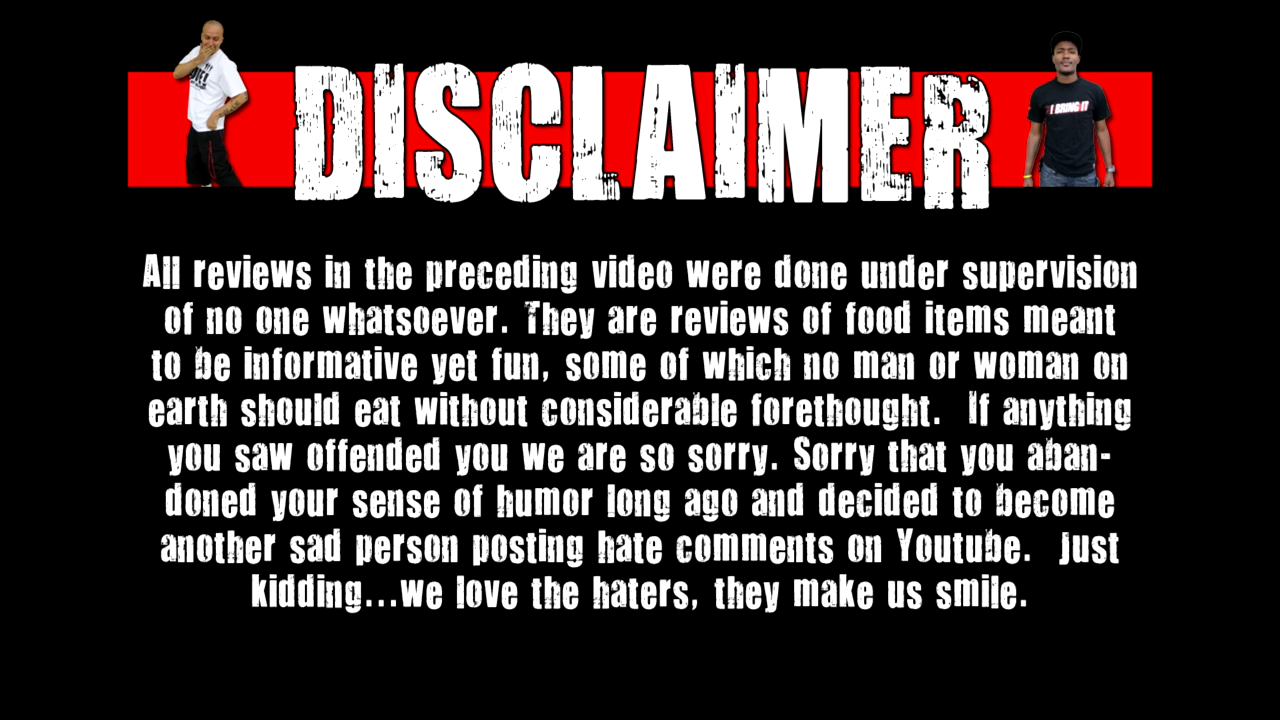 DISCLAIMER
I BRING IT
All reviews in the preceding video were done under supervision
of no one whatsoever. They are reviews of food items meant
to be informative yet fun, some of which no man or woman on
earth should eat without considerable forethought. If anything
you saw offended you we are so sorry. Sorry that you aban-
doned your sense of humor long ago and decided to become
another sad person posting hate comments on Youtube. Just
kidding...we love the haters, they make us smile.